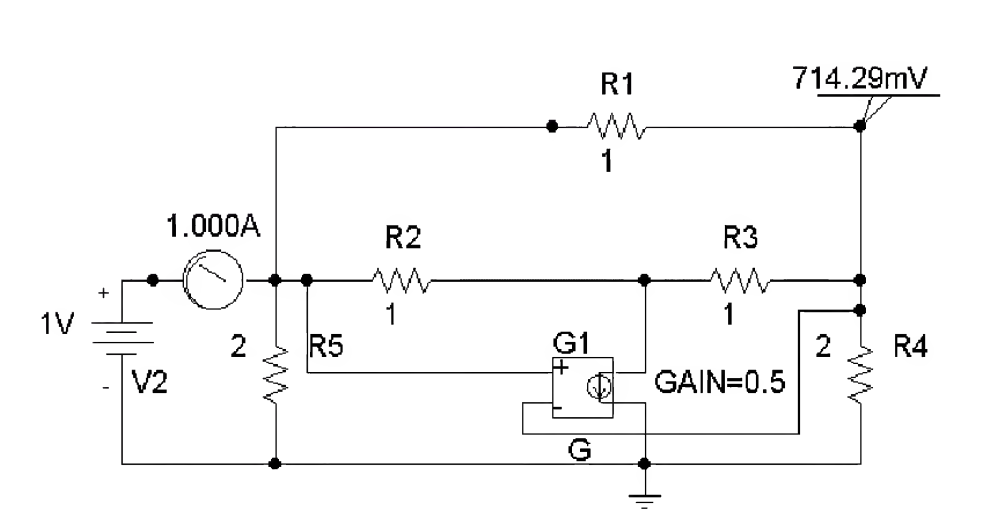 R1
714.29mV
1
1.000A
R2
R3
+
1
1
1V
2
R5
G1
2
R4
-
V2
+
GAIN=0.5
-
G